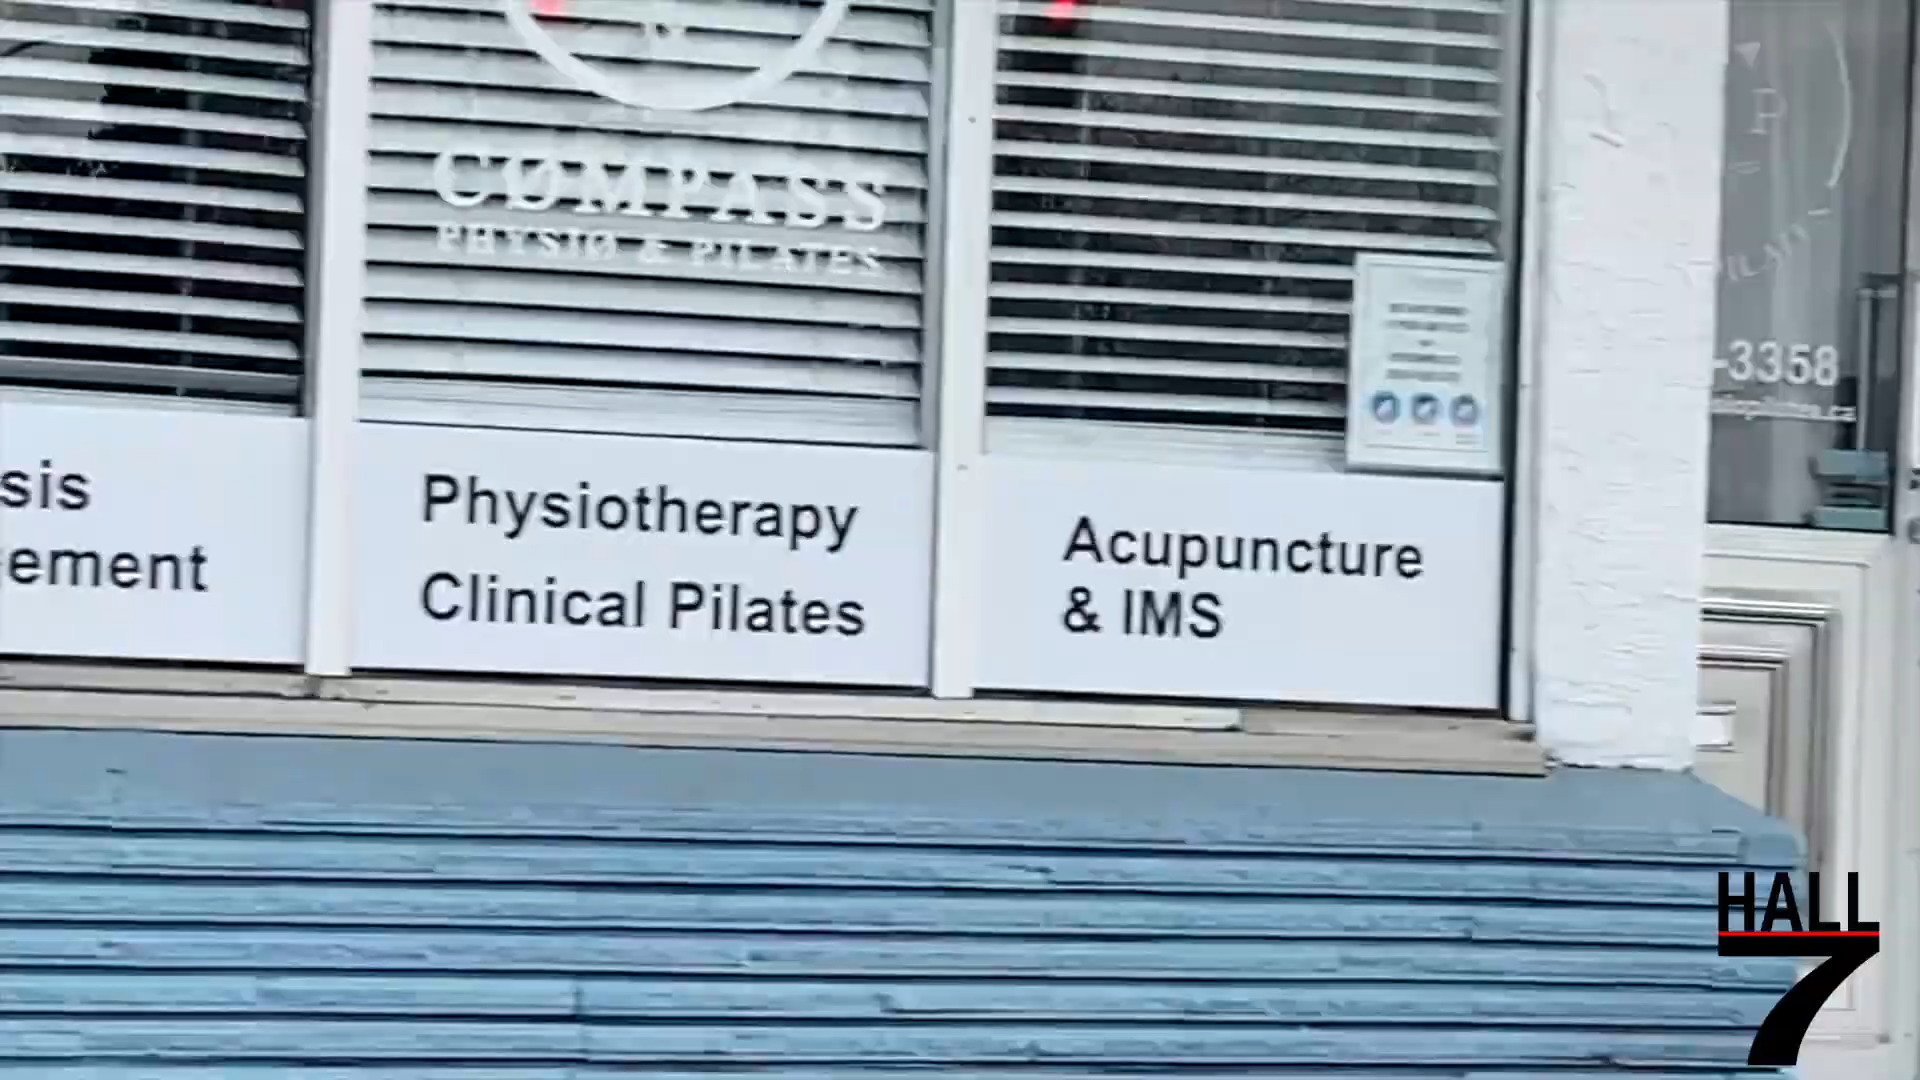 COMPASS
PHYSIO & PILATES
sis
ement
Physiotherapy
Clinical Pilates
Acupuncture
& IMS
P
-3358
HALL
7